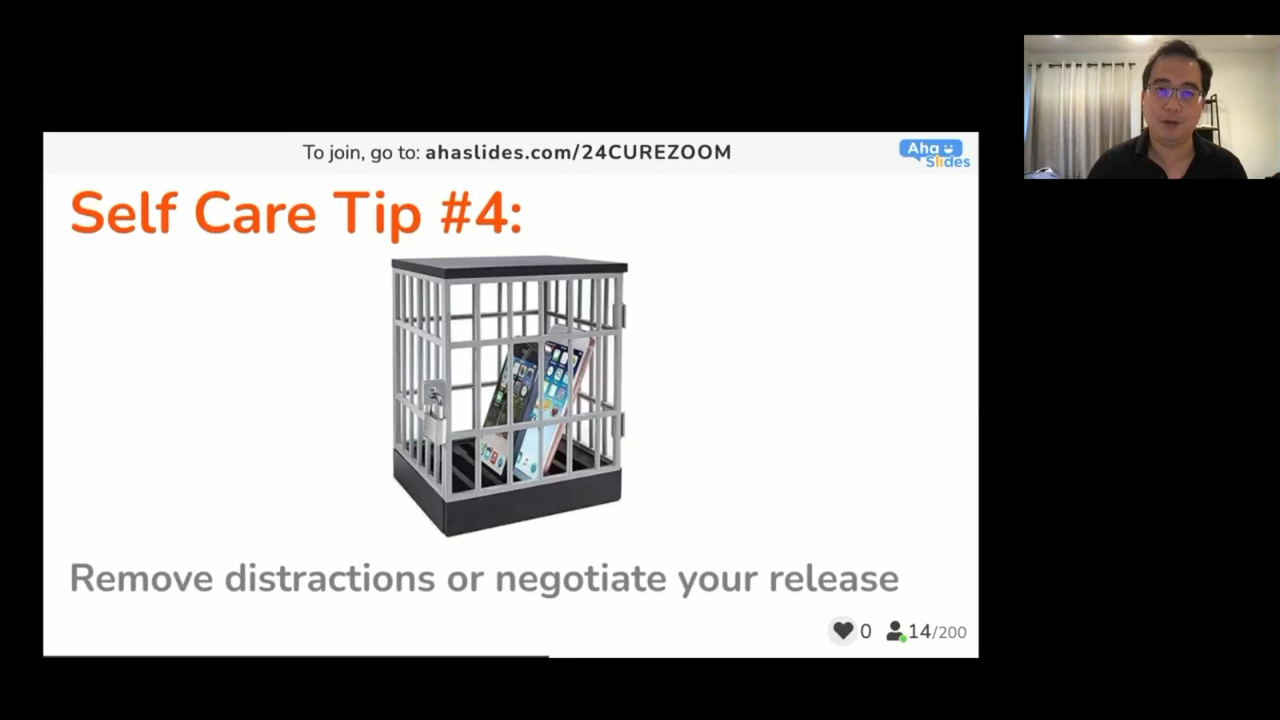 To join, go to: ahaslides.com/24CUREZOOM
Aha
Slides
Self Care Tip #4:
Remove distractions or negotiate your release
0 14/200